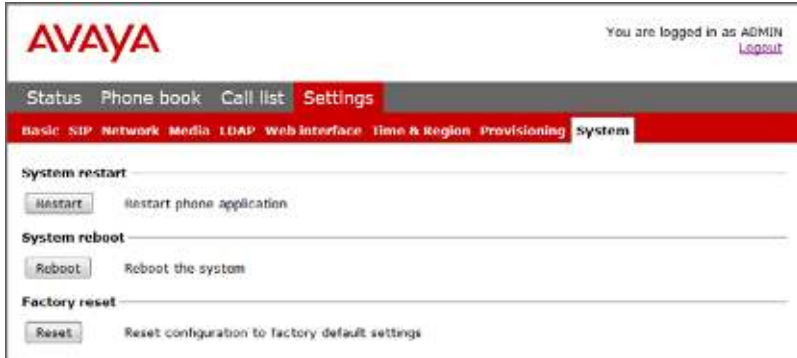 AVAYA
You are logged in as ADMIN
Logout
Status Phone book Call list Settings
Basic SIP Network Media LDAP Web interface Time & Region Provisioning System
System restart
Restart Restart phone application
System reboot
Reboot Reboot the system
Factory reset
Reset Reset configuration to factory default settings